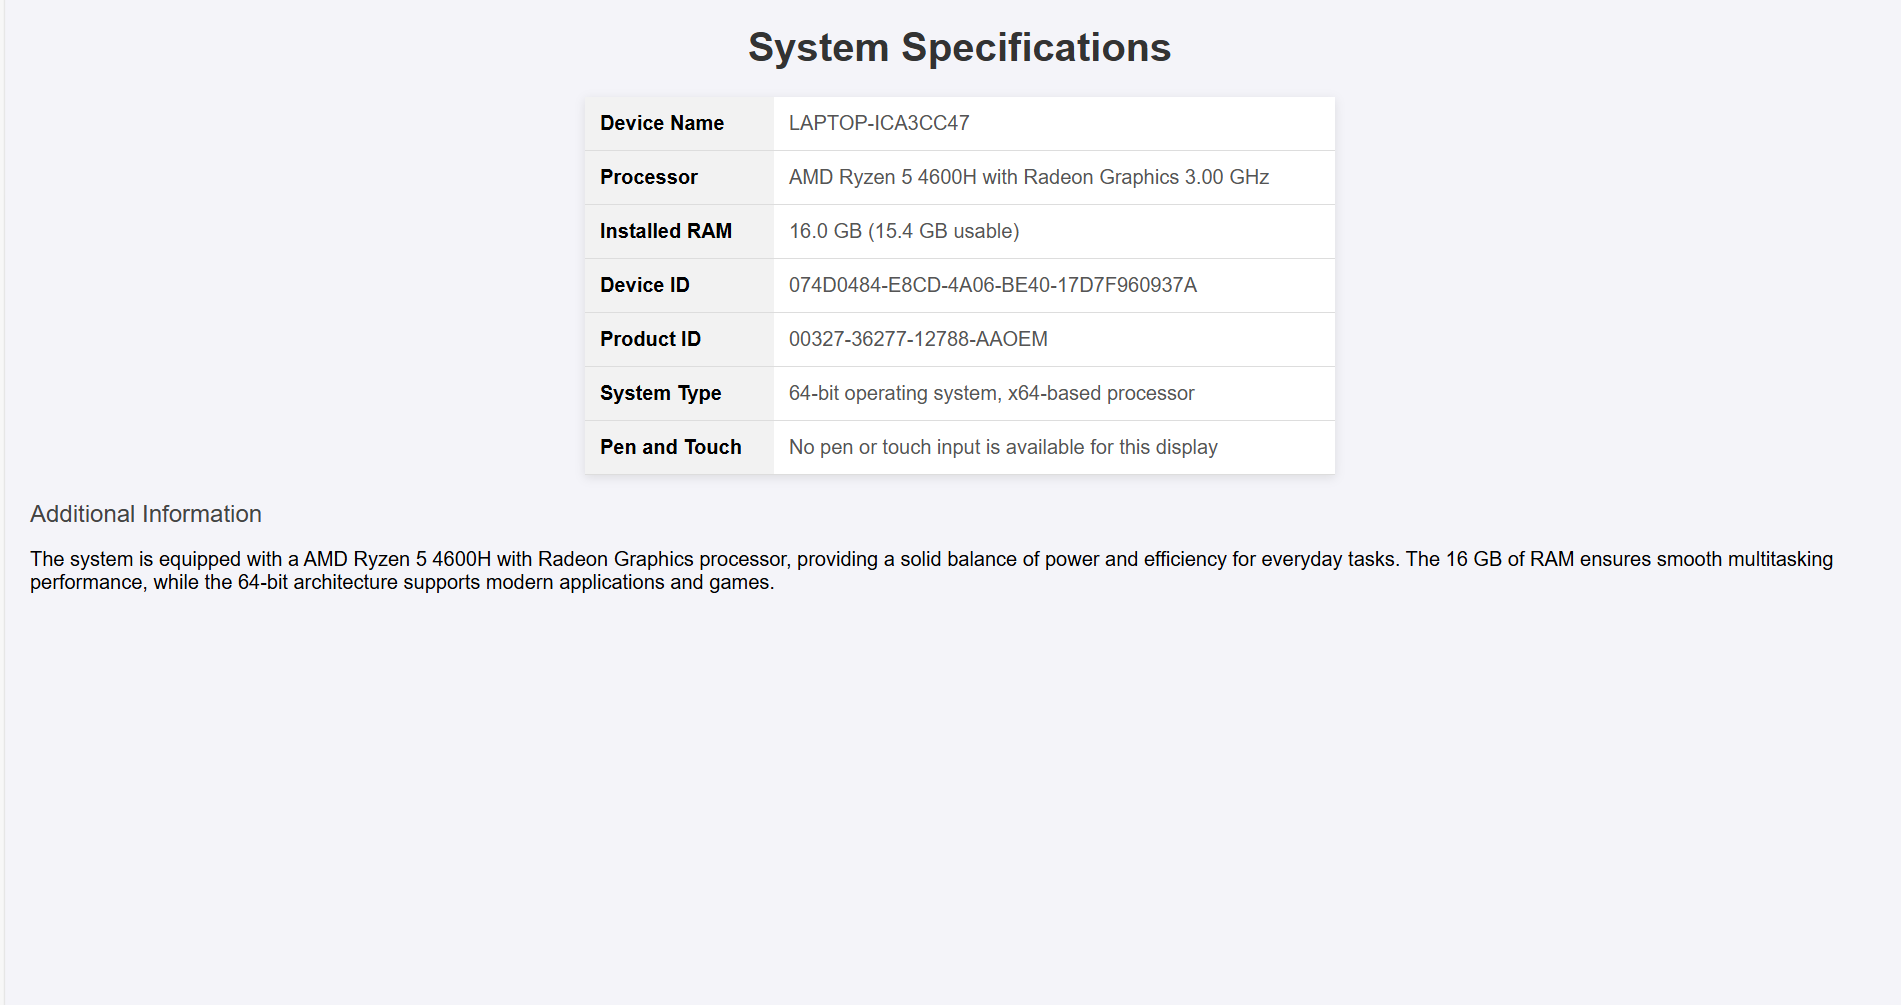 System Specifications
Device Name LAPTOP-ICA3CC47
Processor AMD Ryzen 5 4600H with Radeon Graphics 3.00 GHz
Installed RAM 16.0 GB (15.4 GB usable)
Device ID 074D0484-E8CD-4A06-BE40-17D7F960937A
Product ID 00327-36277-12788-AAOEM
System Type 64-bit operating system, x64-based processor
Pen and Touch No pen or touch input is available for this display
Additional Information
The system is equipped with a AMD Ryzen 5 4600H with Radeon Graphics processor, providing a solid balance of power and efficiency for everyday tasks. The 16 GB of RAM ensures smooth multitasking
performance, while the 64-bit architecture supports modern applications and games.